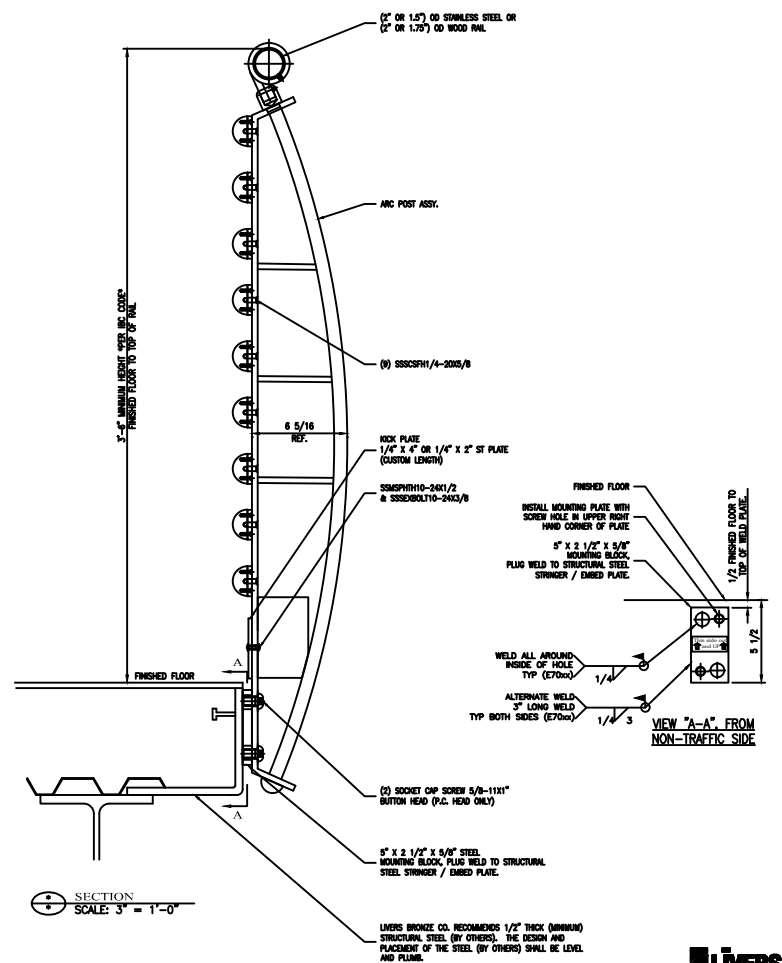 (2" OR 1.5") OD STAINLESS STEEL OR
(2" OR 1.75") OD WOOD RAIL
ARC POST ASSY.
3'-6" MINIMUM HEIGHT *PER IBC CODE*
FINISHED FLOOR TO TOP OF RAIL
(9) SSSCSFH1/4-20X5/8
6 5/16
REF.
KICK PLATE
1/4" X 4" OR 1/4" X 2" ST PLATE
(CUSTOM LENGTH)
SSMSPHTH10-24X1/2
& SSSEXBOLT10-24X3/8
FINISHED FLOOR
INSTALL MOUNTING PLATE WITH
SCREW HOLE IN UPPER RIGHT
HAND CORNER OF PLATE
5" X 2 1/2" X 5/8"
MOUNTING BLOCK,
PLUG WELD TO STRUCTURAL STEEL
STRINGER / EMBED PLATE.
1/2 FINISHED FLOOR TO
TOP OF WELD PLATE.
5 1/2
This side out
and UP
WELD ALL AROUND
INSIDE OF HOLE
TYP (E70xx)
1/4
ALTERNATE WELD
3" LONG WELD
TYP BOTH SIDES (E70xx)
1/4 3
VIEW "A-A", FROM
NON-TRAFFIC SIDE
A
FINISHED FLOOR
A
(2) SOCKET CAP SCREW 5/8-11X1"
BUTTON HEAD (P.C. HEAD ONLY)
5" X 2 1/2" X 5/8" STEEL
MOUNTING BLOCK, PLUG WELD TO STRUCTURAL
STEEL STRINGER / EMBED PLATE.
* SECTION
* SCALE: 3" = 1'-0"
LIVERS BRONZE CO. RECOMMENDS 1/2" THICK (MINIMUM)
STRUCTURAL STEEL (BY OTHERS). THE DESIGN AND
PLACEMENT OF THE STEEL (BY OTHERS) SHALL BE LEVEL
AND PLUMB.
LIVERS